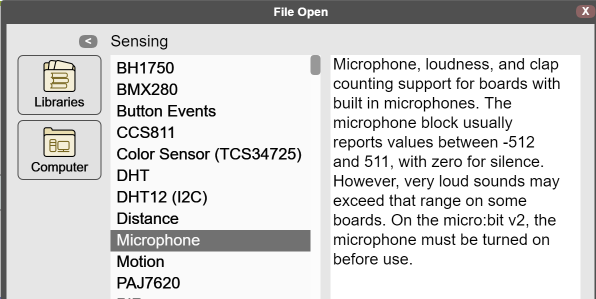 File Open
X
<
Sensing
Libraries
Computer
BH1750
BMX280
Button Events
CCS811
Color Sensor (TCS34725)
DHT
DHT12 (I2C)
Distance
Microphone
Motion
PAJ7620
Microphone, loudness, and clap
counting support for boards with
built in microphones. The
microphone block usually
reports values between -512
and 511, with zero for silence.
However, very loud sounds may
exceed that range on some
boards. On the micro:bit v2, the
microphone must be turned on
before use.